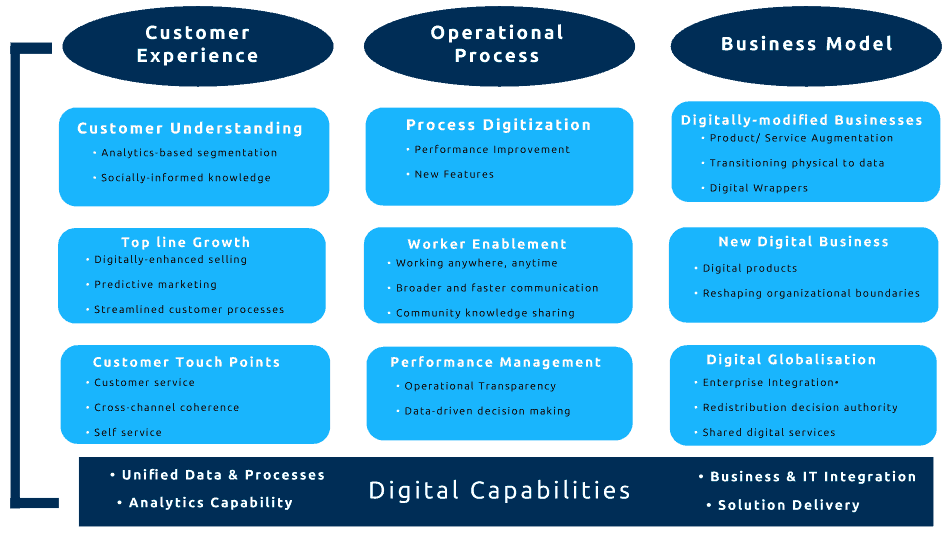 Customer
Experience
Operational
Process
Business Model
Customer Understanding
• Analytics-based segmentation
• Socially-informed knowledge
Process Digitization
• Performance Improvement
• New Features
Digitally-modified Businesses
• Product/ Service Augmentation
• Transitioning physical to data
• Digital Wrappers
Top line Growth
• Digitally-enhanced selling
• Predictive marketing
• Streamlined customer processes
Worker Enablement
• Working anywhere, anytime
• Broader and faster communication
• Community knowledge sharing
New Digital Business
• Digital products
• Reshaping organizational boundaries
Customer Touch Points
• Customer service
• Cross-channel coherence
• Self service
Performance Management
• Operational Transparency
• Data-driven decision making
Digital Globalisation
• Enterprise Integration•
• Redistribution decision authority
• Shared digital services
• Unified Data & Processes
• Analytics Capability
Digital Capabilities
• Business & IT Integration
• Solution Delivery